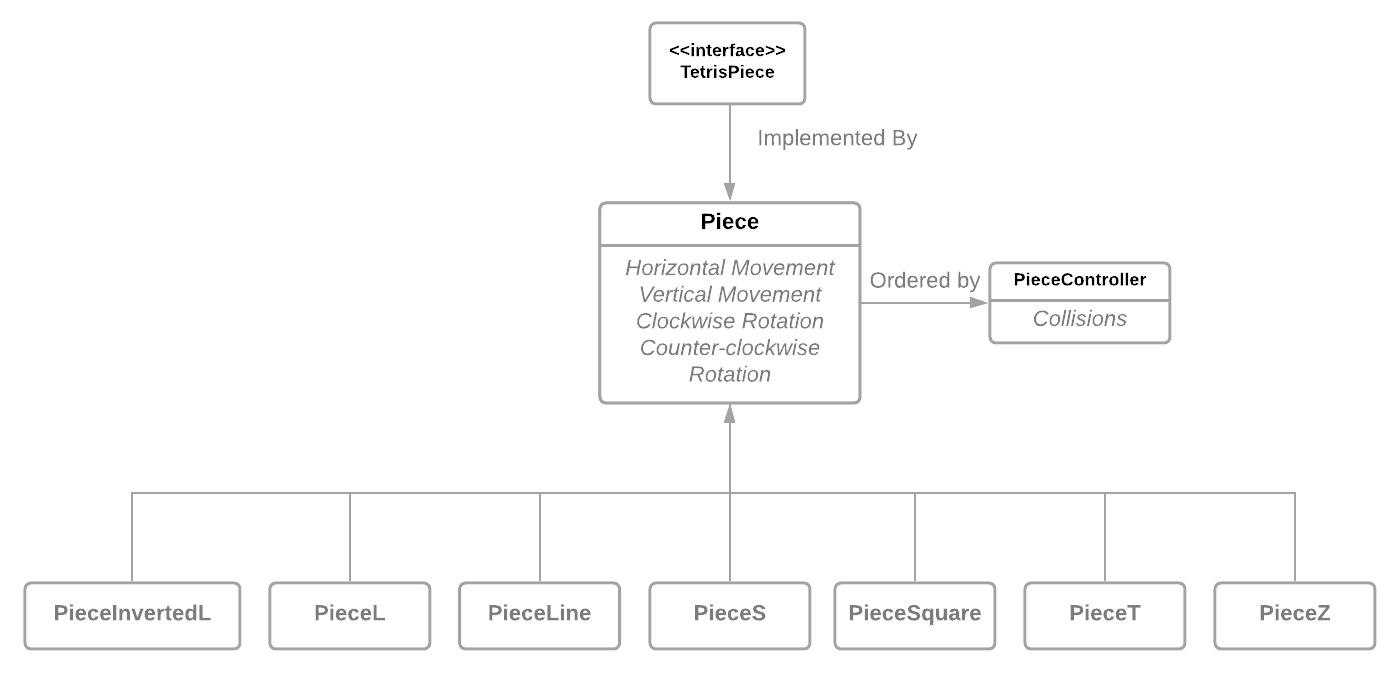 <<interface>>
TetrisPiece
Implemented By
Piece
Horizontal Movement
Vertical Movement
Clockwise Rotation
Counter-clockwise
Rotation
Ordered by
PieceController
Collisions
PieceInvertedL
PieceL
PieceLine
PieceS
PieceSquare
PieceT
PieceZ